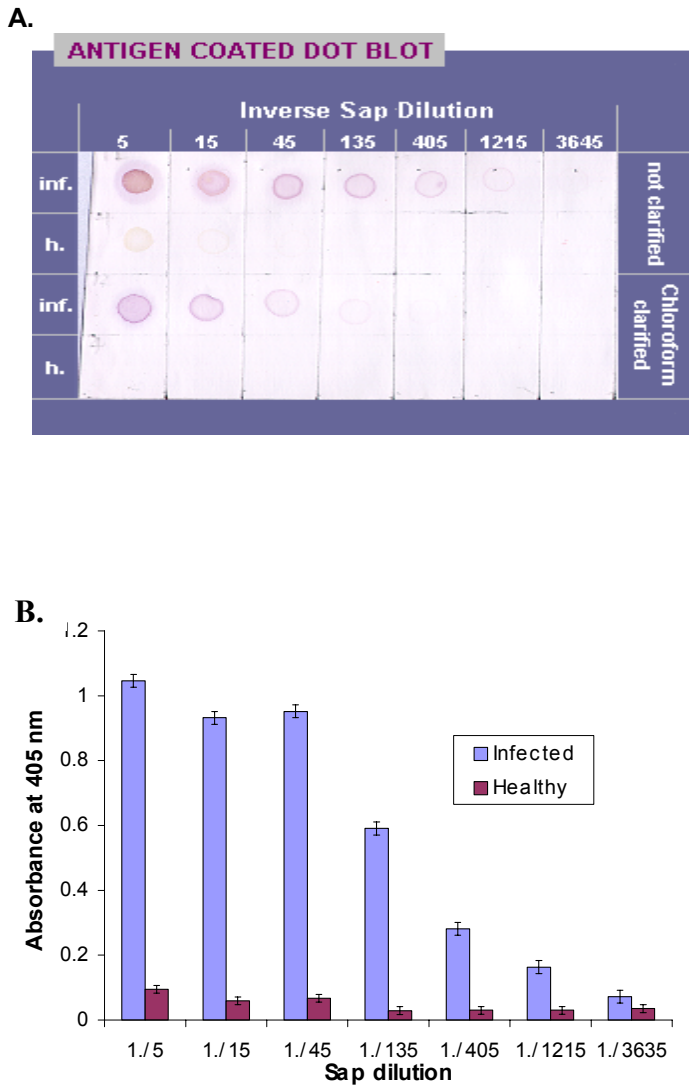 A.
ANTIGEN COATED DOT BLOT
Inverse Sap Dilution
5 15 45 135 405 1215 3645
inf.
h.
not clarified
inf.
h.
Chloroform clarified
B.
1.2
1
0.8
0.6
0.4
0.2
0
Absorbance at 405 nm
Infected
Healthy
1./5 1./15 1./45 1./135 1./405 1./1215 1./3635
Sap dilution